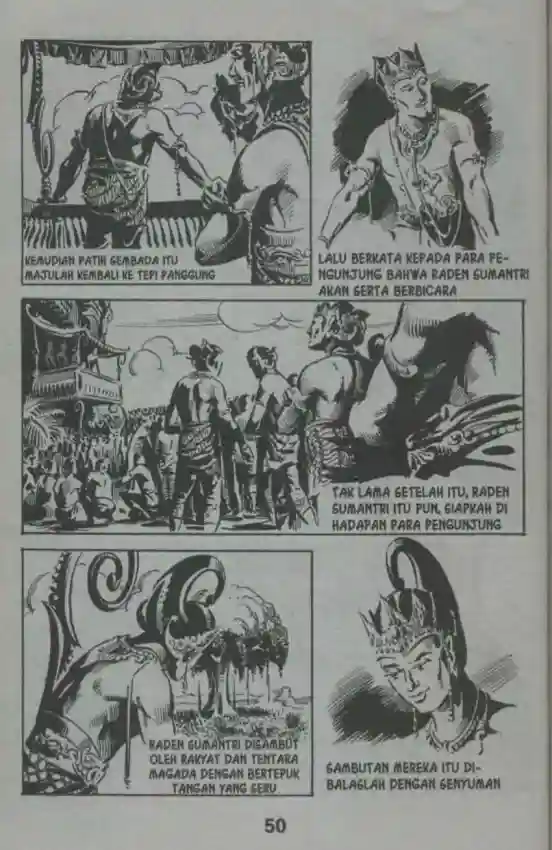 KEMUDIAN PATIH GEMBADA ITU
MAJULAH KEMBALI KE TEPI PANGGUNG
LALU BERKATA KEPADA PARA PE-
NGUNJUNG BAHWA RADEN SUMANTRI
AKAN SERTA BERBICARA
TAK LAMA SETELAH ITU, RADEN
SUMANTRI ITU PUN, SIAPKAH DI
HADAPAN PARA PENGUNJUNG
RADEN SUMANTRI DISAMBUT
OLEH RAKYAT DAN TENTARA
MAGADA DENGAN BERTEPUK
TANGAN YANG SERU
SAMBUTAN MEREKA ITU DI-
BALASLAH DENGAN SENYUMAN
50